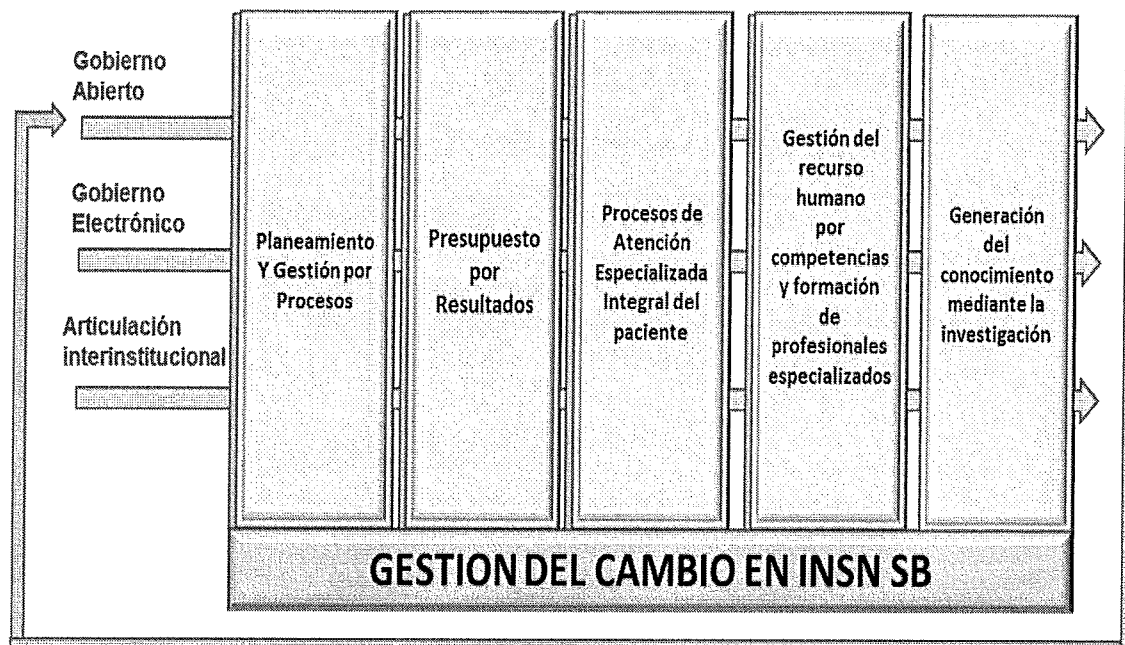 Gobierno
Abierto
Gobierno
Electrónico
Articulación
interinstitucional
Planeamiento
Y Gestión por
Procesos
Presupuesto
por
Resultados
Procesos de
Atención
Especializada
Integral del
paciente
Gestión del
recurso
humano
por
competencias
y formación
de
profesionales
especializados
Generación
del
conocimiento
mediante la
investigación
GESTION DEL CAMBIO EN INSN SB